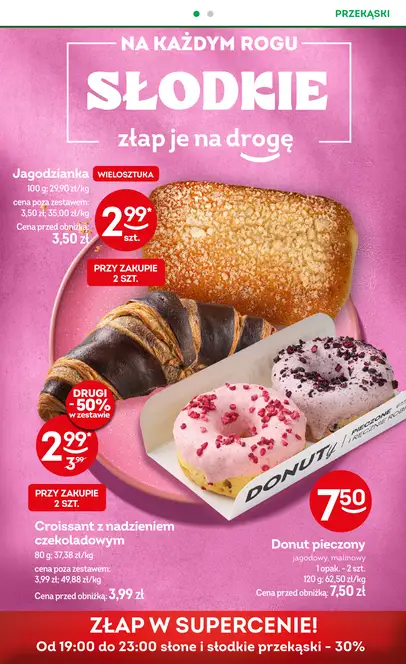 PRZEKĄSKI
NA KAŻDYM ROGU
SŁODKIE
złap je na drogę
Jagodzianka
WIELOSZTUKA
100 g; 29,90 zł/kg
cena poza zestawem:
3,50 zł; 35,00 zł/kg
Cena przed obniżką:
3,50 zł
2.99*
szt.
PRZY ZAKUPIE
2 SZT.
DRUGI
-50%
w zestawie
2.99*
3.99
PRZY ZAKUPIE
2 SZT.
Croissant z nadzieniem
czekoladowym
80 g; 37,38 zł/kg
cena poza zestawem:
3,99 zł; 49,88 zł/kg
Cena przed obniżką: 3,99 zł
DONUTy
PIECZONE
7.50
Donut pieczony
jagodowy, malinowy
1 opak. - 2 szt.
120 g; 62,50 zł/kg
Cena przed obniżką: 7,50 zł
ZŁAP W SUPERCENIE!
Od 19:00 do 23:00 słone i słodkie przekąski - 30%